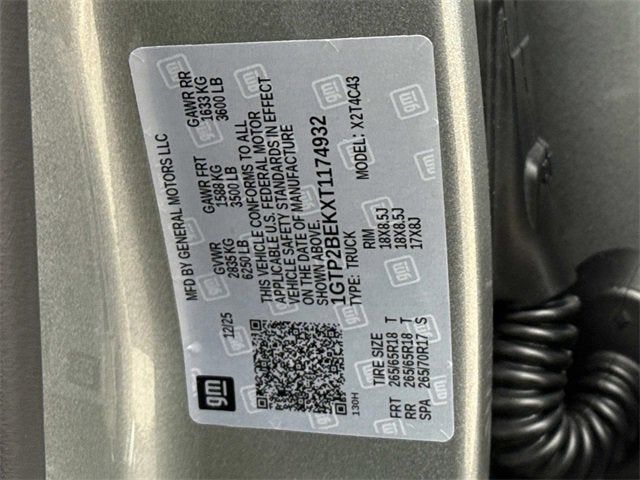 gm
MFD BY GENERAL MOTORS LLC
12/25
GVWR GAWR FRT GAWR RR
2835 KG 1588 KG 1633 KG
6250 LB 3500 LB 3600 LB
THIS VEHICLE CONFORMS TO ALL
APPLICABLE U.S. FEDERAL MOTOR
VEHICLE SAFETY STANDARDS IN EFFECT
ON THE DATE OF MANUFACTURE
SHOWN ABOVE.
1GTP2BEKXT1174932
TYPE: TRUCK MODEL: X2T4C43
130H
TIRE SIZE RIM
FRT 265/65R18 T 18X8.5J
RR 265/65R18 T 18X8.5J
SPA 265/70R17 S 17X8J